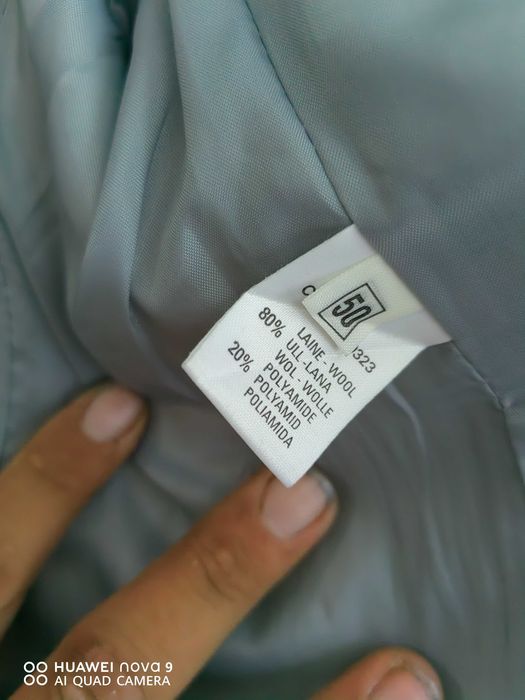 C
50
323
80% LAINE - WOOL
ULL - LANA
WOL - WOLLE
20% POLYAMIDE
POLYAMID
POLIAMIDA
HUAWEI nova 9
AI QUAD CAMERA